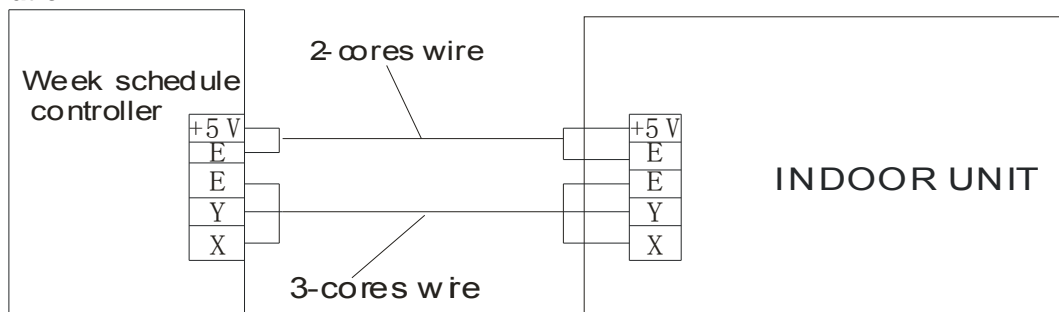 2-cores wire
Week schedule
controller
+5 V
E
E
Y
X
+5 V
E
E
Y
X
INDOOR UNIT
3-cores wire